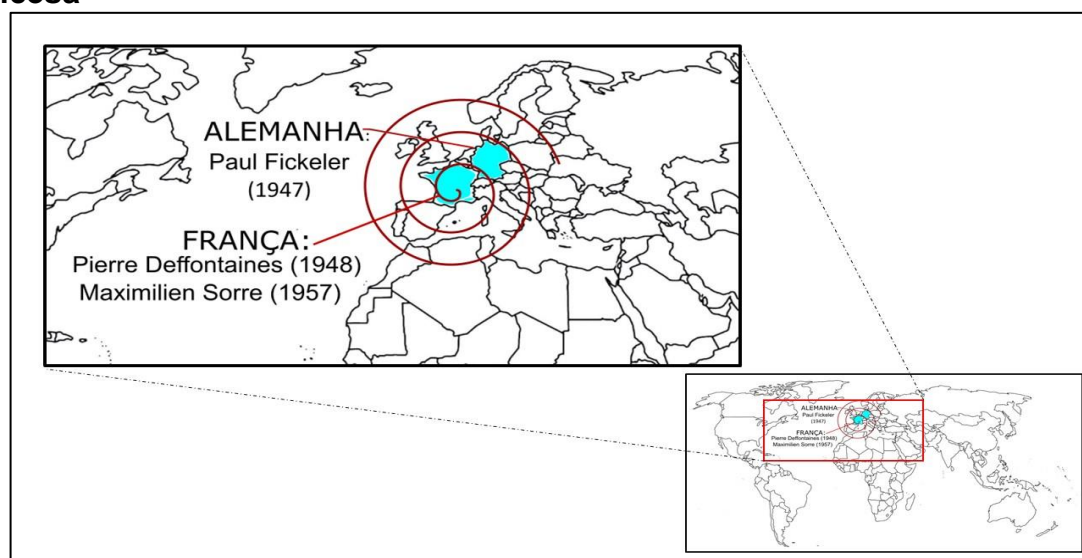 ALEMANHA:
Paul Fickeler
(1947)
FRANÇA:
Pierre Deffontaines (1948)
Maximilien Sorre (1957)
ALEMANHA:
Paul Fickeler
(1947)
FRANÇA:
Pierre Deffontaines (1948)
Maximilien Sorre (1957)